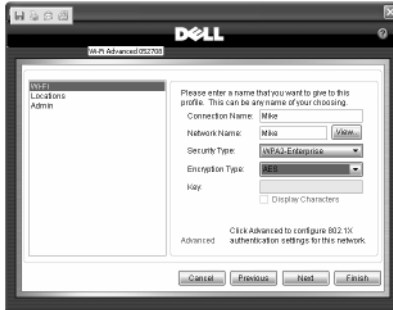 DELL
Wi-Fi Advanced 052708
Wi-Fi
Locations
Admin
Please enter a name that you want to give to this
profile. This can be any name of your choosing.
Connection Name: Mike
Network Name: Mike View...
Security Type: WPA2-Enterprise
Encryption Type: AES
Key:
Display Characters
Click Advanced to configure 802.1X
Advanced authentication settings for this network.
Cancel Previous Next Finish